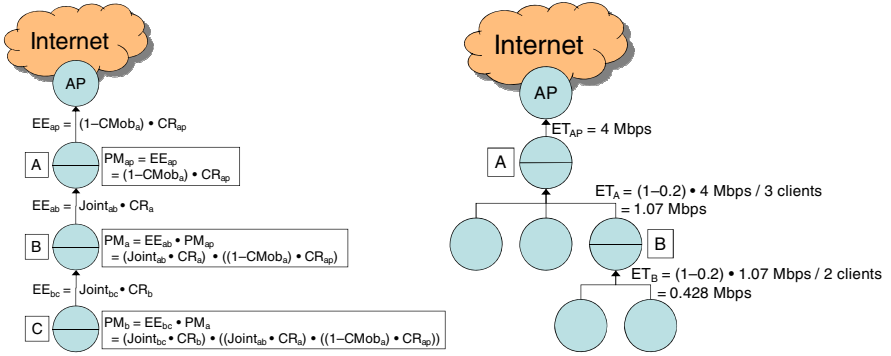 Internet
AP
EEap = (1–CMoba) • CRap
A
PMap = EEap
= (1–CMoba) • CRap
EEab = Jointab • CRa
B
PMa = EEab • PMap
= (Jointab • CRa) • ((1–CMoba) • CRap)
EEbc = Jointbc • CRb
C
PMb = EEbc • PMa
= (Jointbc • CRb) • ((Jointab • CRa) • ((1–CMoba) • CRap))
Internet
AP
ETAP = 4 Mbps
A
ETA = (1–0.2) • 4 Mbps / 3 clients
= 1.07 Mbps
B
ETB = (1–0.2) • 1.07 Mbps / 2 clients
= 0.428 Mbps